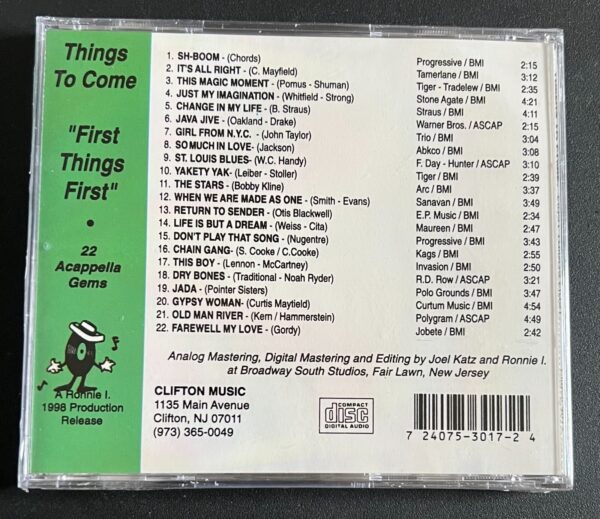 Things
To Come
"First
Things
First"
•
22
Acappella
Gems
A Ronnie I.
1998 Production
Release
1. SH-BOOM - (Chords) Progressive / BMI 2:15
2. IT'S ALL RIGHT - (C. Mayfield) Tamerlane / BMI 3:12
3. THIS MAGIC MOMENT - (Pomus - Shuman) Tiger - Tradelew / BMI 2:35
4. JUST MY IMAGINATION - (Whitfield - Strong) Stone Agate / BMI 4:21
5. CHANGE IN MY LIFE - (B. Straus) Straus / BMI 4:11
6. JAVA JIVE - (Oakland - Drake) Warner Bros. / ASCAP 2:15
7. GIRL FROM N.Y.C. - (John Taylor) Trio / BMI 3:04
8. SO MUCH IN LOVE - (Jackson) Abkco / BMI 3:08
9. ST. LOUIS BLUES- (W.C. Handy) F. Day - Hunter / ASCAP 3:10
10. YAKETY YAK- (Leiber - Stoller) Tiger / BMI 2:39
11. THE STARS - (Bobby Kline) Arc / BMI 3:37
12. WHEN WE ARE MADE AS ONE - (Smith - Evans) Sanavan / BMI 3:49
13. RETURN TO SENDER - (Otis Blackwell) E.P. Music / BMI 2:34
14. LIFE IS BUT A DREAM - (Weiss - Cita) Maureen / BMI 2:47
15. DON'T PLAY THAT SONG - (Nugentre) Progressive / BMI 3:43
16. CHAIN GANG- (S. Cooke / C.Cooke) Kags / BMI 2:55
17. THIS BOY - (Lennon - McCartney) Invasion / BMI 2:50
18. DRY BONES - (Traditional - Noah Ryder) R.D. Row / ASCAP 3:21
19. JADA - (Pointer Sisters) Polo Grounds / BMI 3:47
20. GYPSY WOMAN- (Curtis Mayfield) Curtum Music / BMI 4:54
21. OLD MAN RIVER - (Kern / Hammerstein) Polygram / ASCAP 4:49
22. FAREWELL MY LOVE - (Gordy) Jobete / BMI 2:42
Analog Mastering, Digital Mastering and Editing by Joel Katz and Ronnie I.
at Broadway South Studios, Fair Lawn, New Jersey
CLIFTON MUSIC
1135 Main Avenue
Clifton, NJ 07011
(973) 365-0049
COMPACT
disc
DIGITAL AUDIO
7 24075-3017-2 4